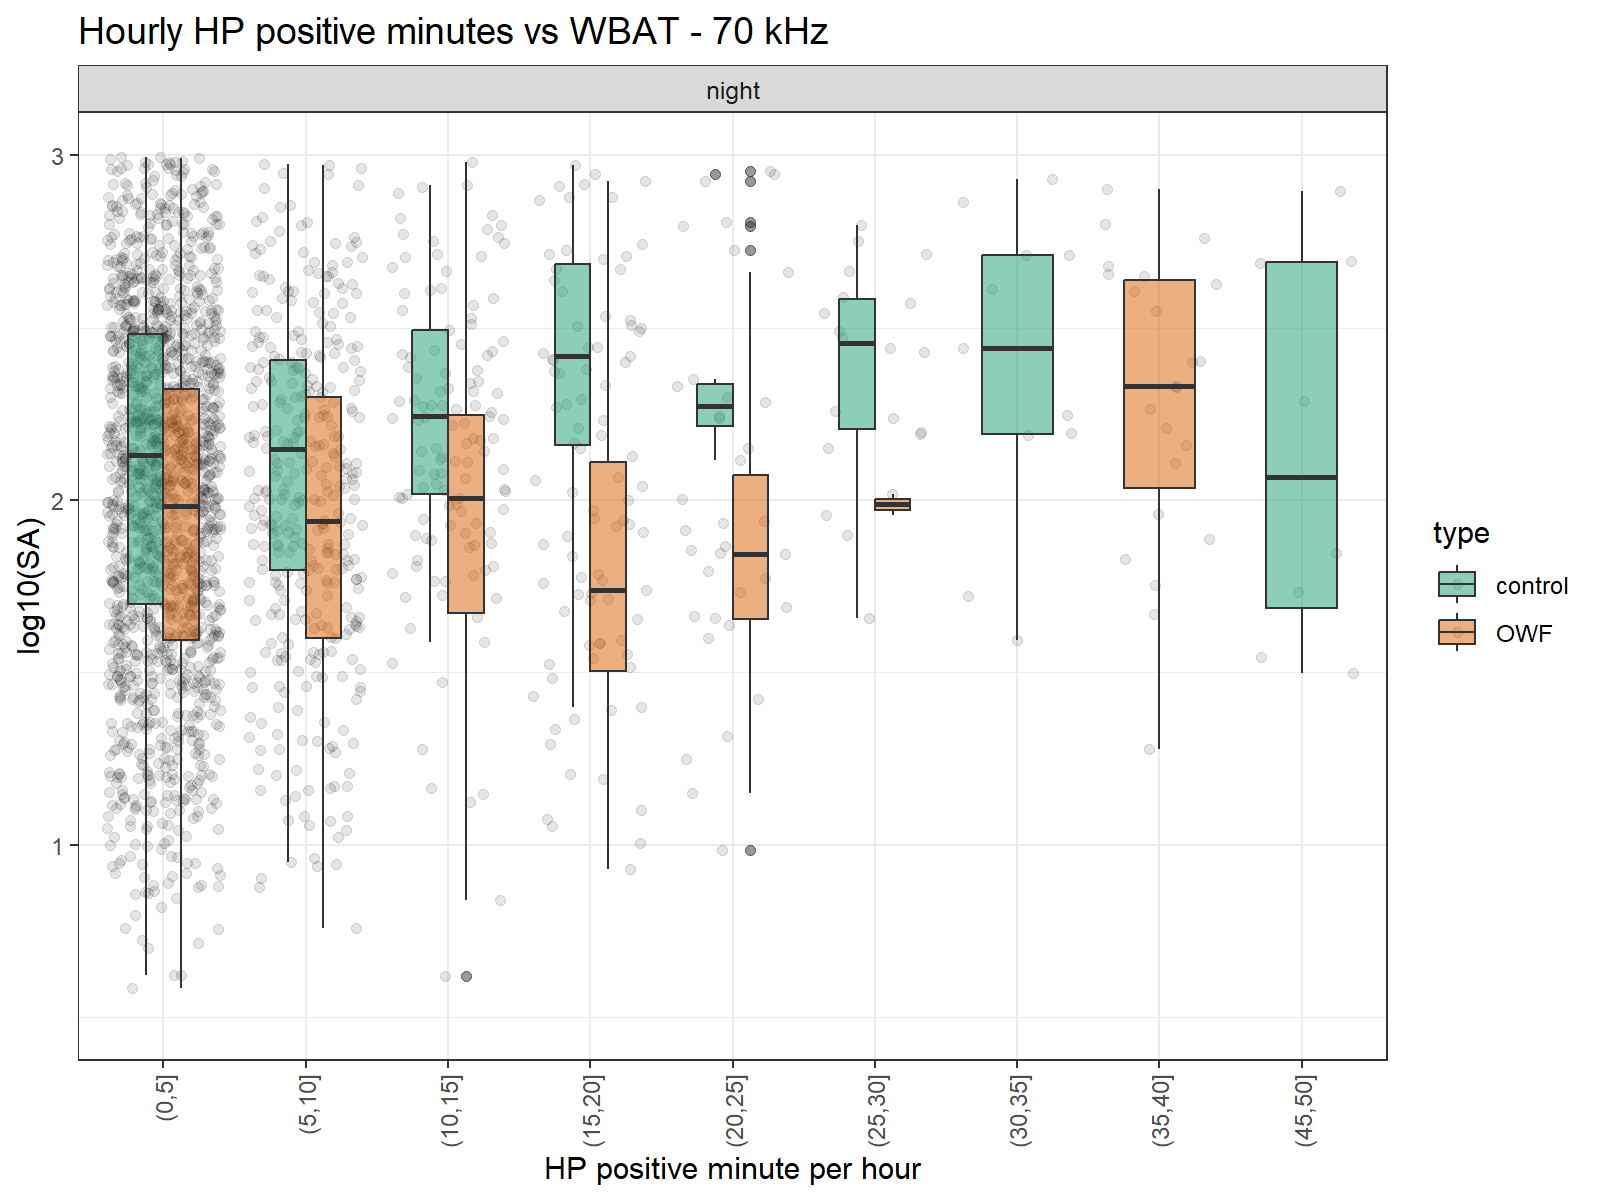 Hourly HP positive minutes vs WBAT - 70 kHz
night
3
2
1
log10(SA)
(0,5]
(5,10]
(10,15]
(15,20]
(20,25]
(25,30]
(30,35]
(35,40]
(45,50]
HP positive minute per hour
type
control
OWF